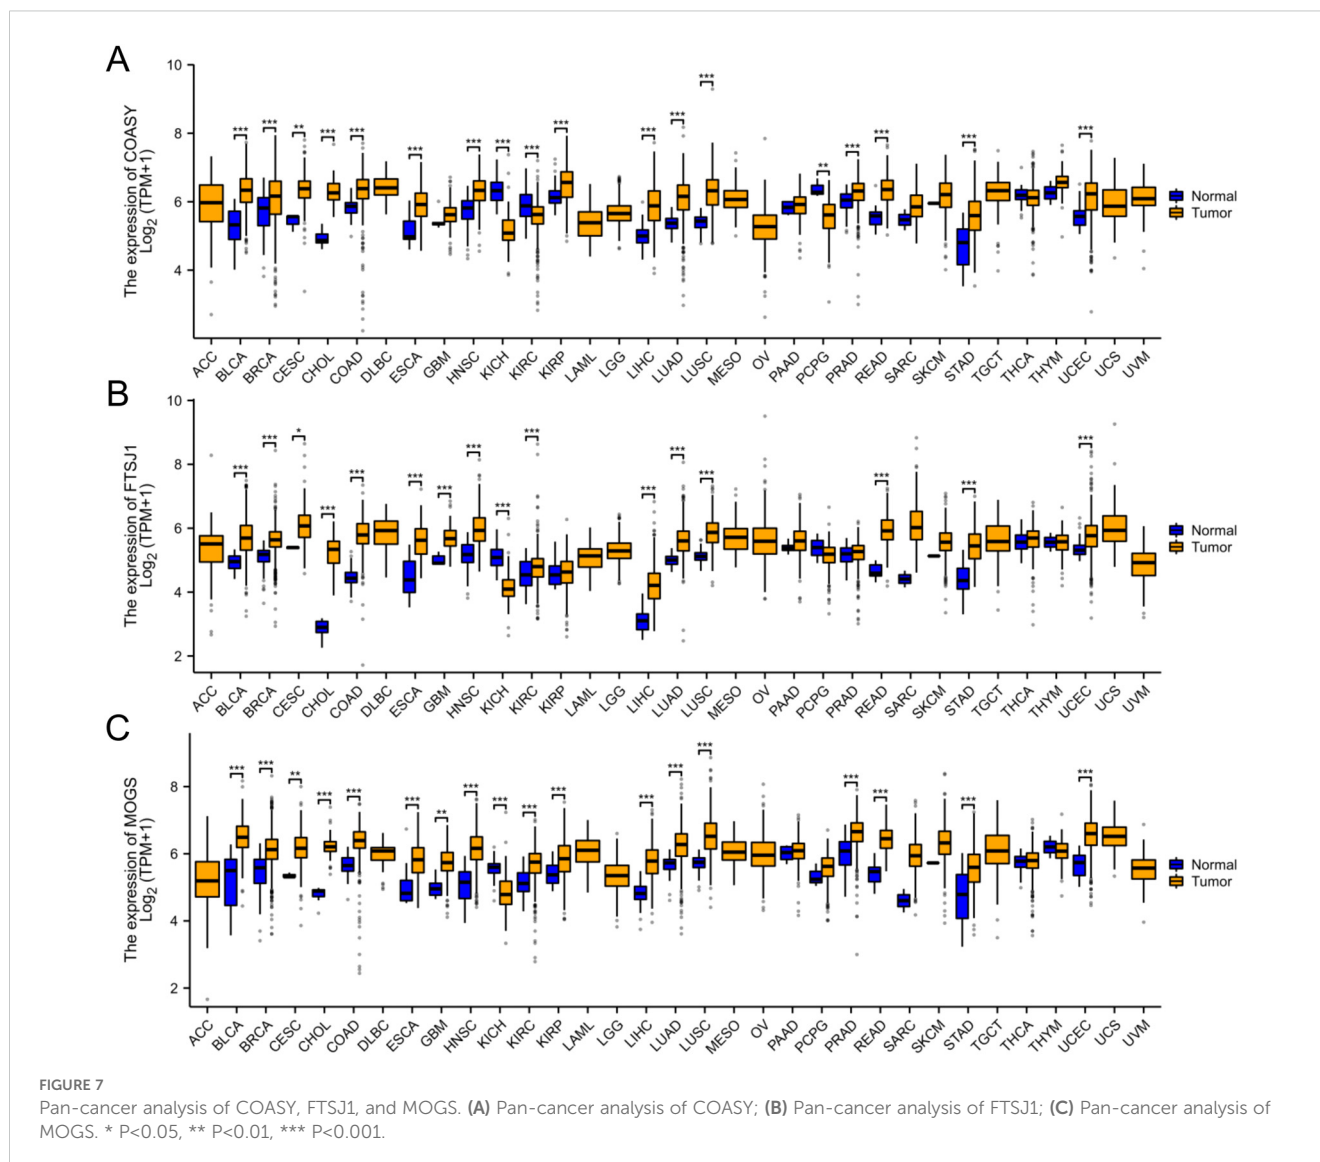 A
The expression of COASY
Log2 (TPM+1)
10
8
6
4
*** *** ** *** *** *** *** *** *** *** *** *** *** ** *** *** *** ***
Normal
Tumor
ACC BLCA BRCA CESC CHOL COAD DLBC ESCA GBM HNSC KICH KIRC KIRP LAML LGG LIHC LUAD LUSC MESO OV PAAD PCPG PRAD READ SARC SKCM STAD TGCT THCA THYM UCEC UCS UVM
B
The expression of FTSJ1
Log2 (TPM+1)
10
8
6
4
2
*** *** * *** *** *** *** *** *** *** *** *** *** *** *** ***
Normal
Tumor
ACC BLCA BRCA CESC CHOL COAD DLBC ESCA GBM HNSC KICH KIRC KIRP LAML LGG LIHC LUAD LUSC MESO OV PAAD PCPG PRAD READ SARC SKCM STAD TGCT THCA THYM UCEC UCS UVM
C
The expression of MOGS
Log2 (TPM+1)
8
6
4
2
*** *** ** *** *** *** ** *** *** *** *** *** *** *** *** *** *** ***
Normal
Tumor
ACC BLCA BRCA CESC CHOL COAD DLBC ESCA GBM HNSC KICH KIRC KIRP LAML LGG LIHC LUAD LUSC MESO OV PAAD PCPG PRAD READ SARC SKCM STAD TGCT THCA THYM UCEC UCS UVM
FIGURE 7
Pan-cancer analysis of COASY, FTSJ1, and MOGS. (A) Pan-cancer analysis of COASY; (B) Pan-cancer analysis of FTSJ1; (C) Pan-cancer analysis of
MOGS. * P<0.05, ** P<0.01, *** P<0.001.